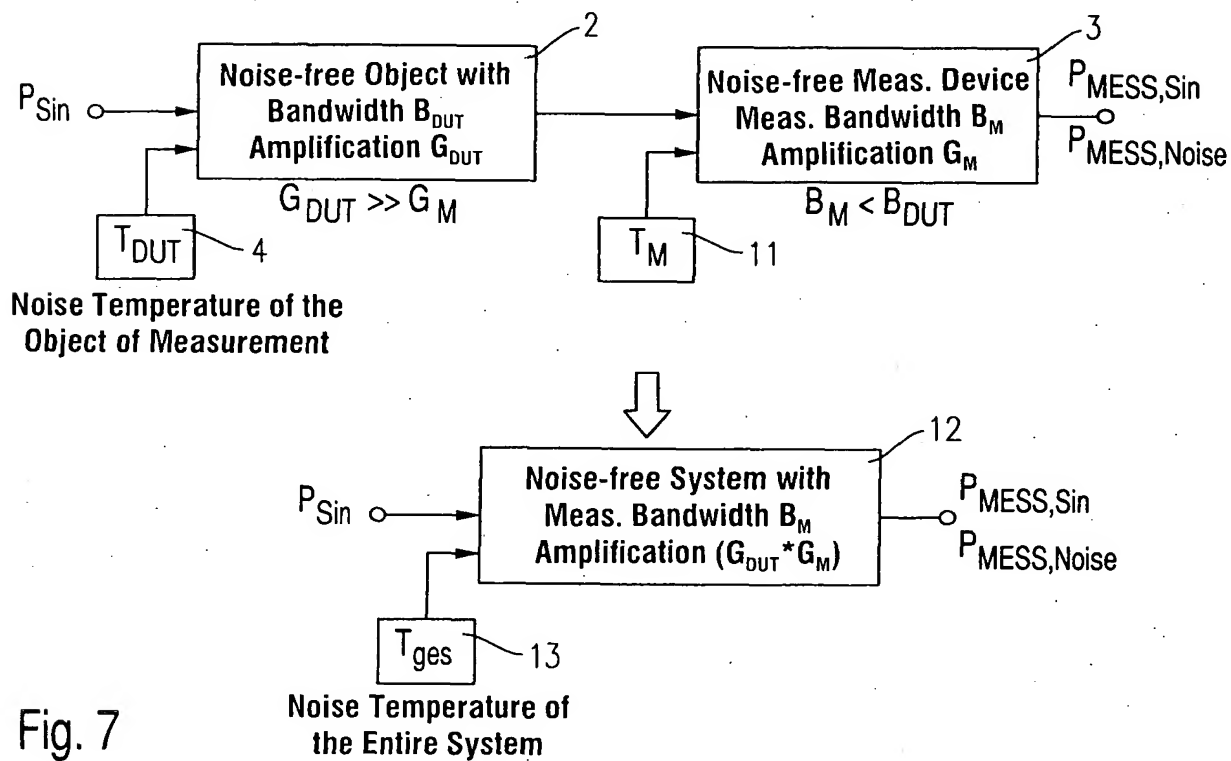 2
Noise-free Object with
Bandwidth B_DUT
Amplification G_DUT
P_Sin
G_DUT >> G_M
T_DUT
4
Noise Temperature of the
Object of Measurement
3
Noise-free Meas. Device
Meas. Bandwidth B_M
Amplification G_M
P_MESS,Sin
P_MESS,Noise
B_M < B_DUT
T_M
11
12
Noise-free System with
Meas. Bandwidth B_M
Amplification (G_DUT*G_M)
P_Sin
P_MESS,Sin
P_MESS,Noise
T_ges
13
Noise Temperature of
the Entire System
Fig. 7